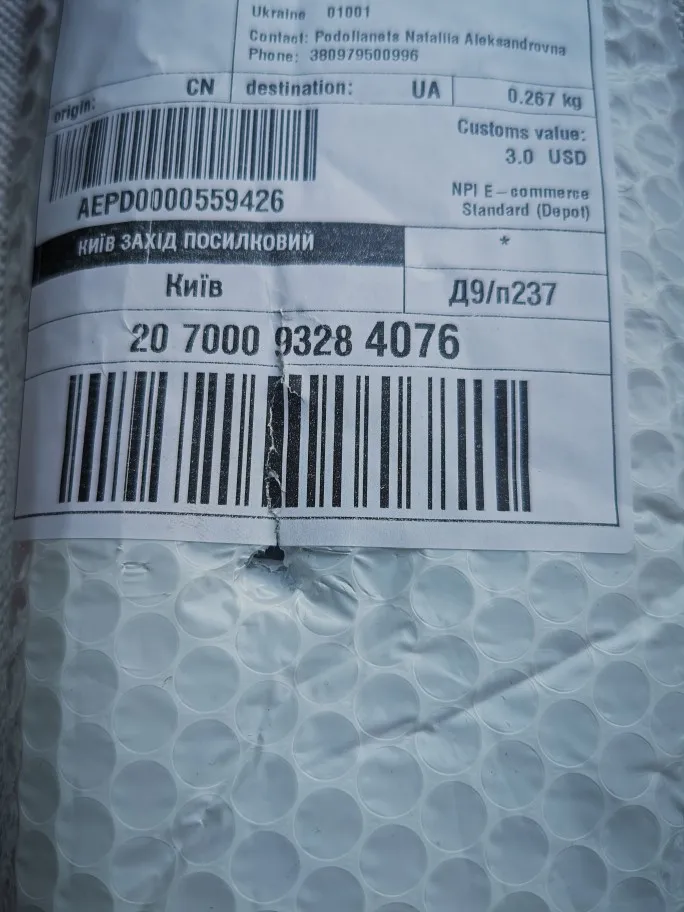 Ukraine 01001
Contact: Podolianets Nataliia Aleksandrovna
Phone: 380979500996
origin: CN destination: UA 0.267 kg
Customs value:
3.0 USD
AEPD0000559426
NPI E-commerce
Standard (Depot)
КИЇВ ЗАХІД ПОСИЛКОВИЙ *
Київ Д9/п237
20 7000 9328 4076